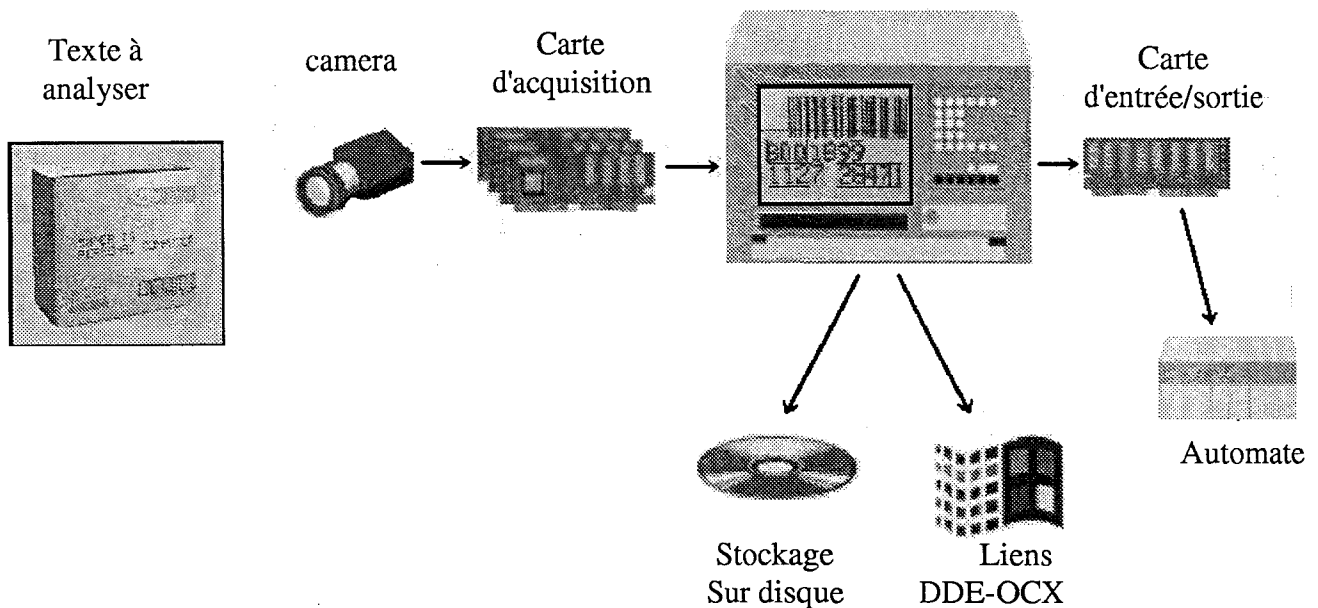 Texte à
analyser
camera
Carte
d'acquisition
Carte
d'entrée/sortie
Automate
Stockage
Sur disque
Liens
DDE-OCX